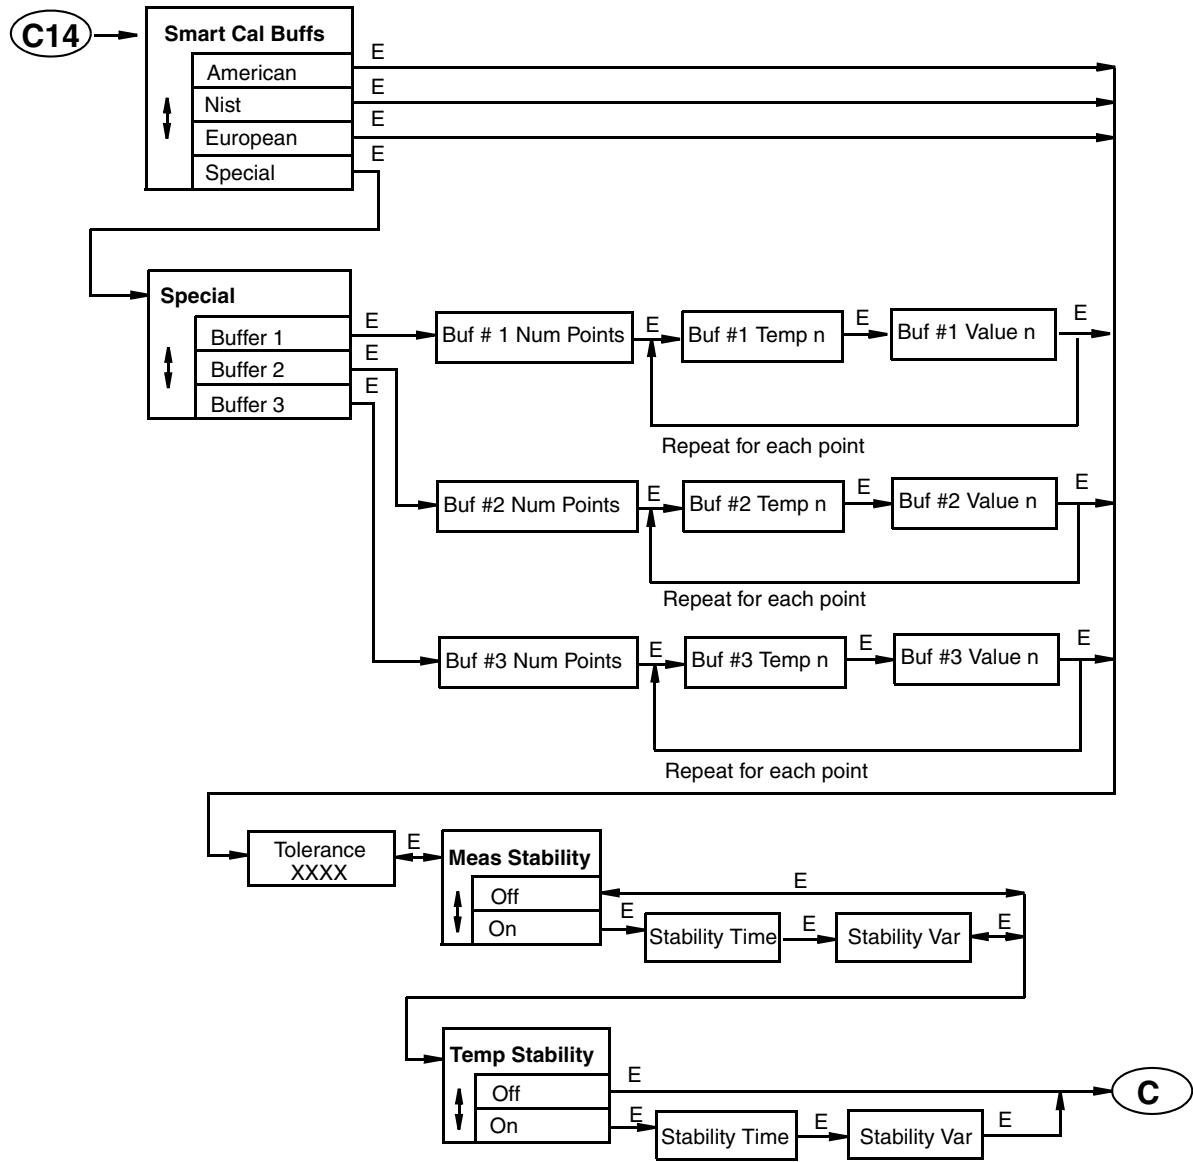 C14
Smart Cal Buffs
E
American
E
Nist
E
European
E
Special
Special
E
Buffer 1
E
Buffer 2
E
Buffer 3
Buf # 1 Num Points
E
Buf #1 Temp n
E
Buf #1 Value n
E
Repeat for each point
Buf #2 Num Points
E
Buf #2 Temp n
E
Buf #2 Value n
E
Repeat for each point
Buf #3 Num Points
E
Buf #3 Temp n
E
Buf #3 Value n
E
Repeat for each point
Tolerance
XXXX
E
Meas Stability
Off
E
On
E
Stability Time
E
Stability Var
E
Temp Stability
Off
E
On
E
Stability Time
E
Stability Var
E
C